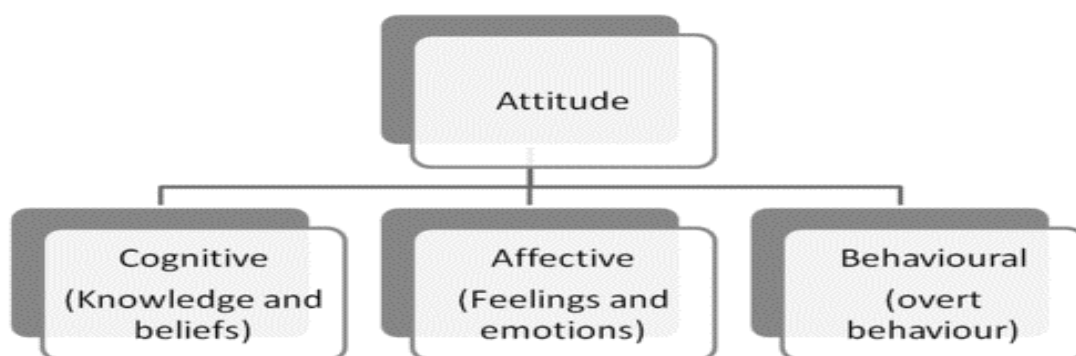 Attitude
Cognitive
(Knowledge and
beliefs)
Affective
(Feelings and
emotions)
Behavioural
(overt
behaviour)